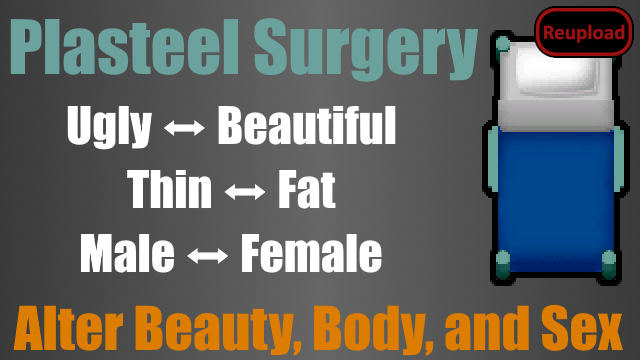 Plasteel Surgery
Reupload
Ugly ↔ Beautiful
Thin ↔ Fat
Male ↔ Female
Alter Beauty, Body, and Sex